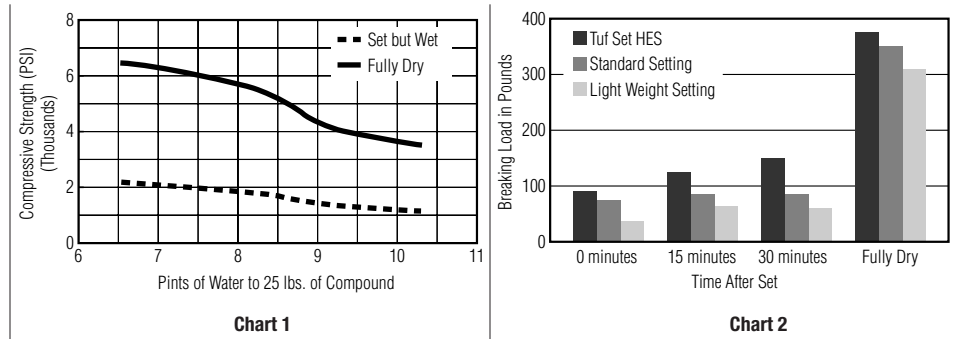 Compressive Strength (PSI)
(Thousands)
8
6
4
2
0
Set but Wet
Fully Dry
6 7 8 9 10 11
Pints of Water to 25 lbs. of Compound
Chart 1
Breaking Load in Pounds
400
300
200
100
0
Tuf Set HES
Standard Setting
Light Weight Setting
0 minutes 15 minutes 30 minutes Fully Dry
Time After Set
Chart 2